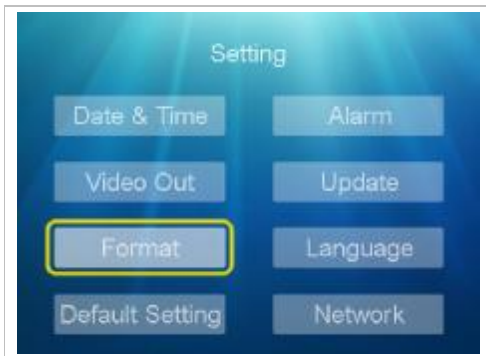 Setting
Date & Time
Alarm
Video Out
Update
Format
Language
Default Setting
Network